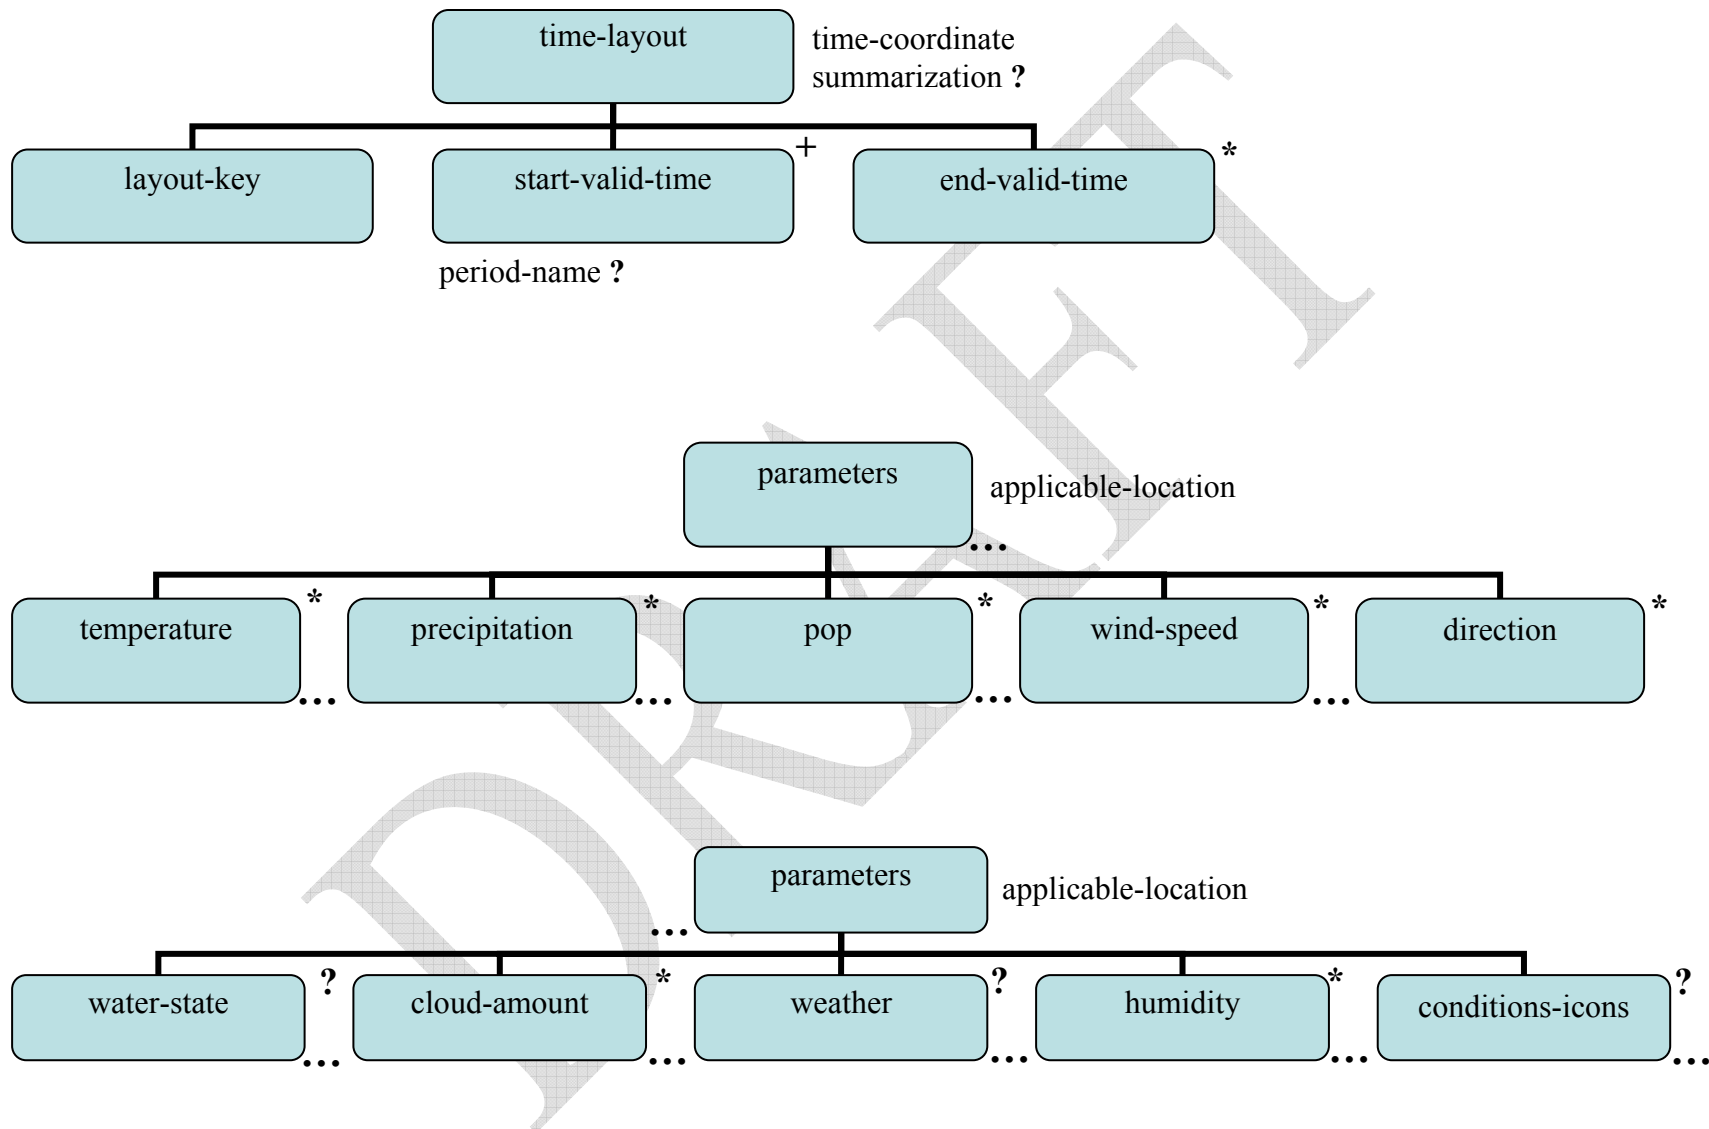 time-layout
time-coordinate
summarization ?
layout-key
start-valid-time +
end-valid-time *
period-name ?
parameters
applicable-location
...
temperature *
precipitation *
pop *
wind-speed *
direction *
... ... ... ...
parameters
applicable-location
...
water-state ?
cloud-amount *
weather ?
humidity *
conditions-icons ?
... ... ... ... ...
DRAFT